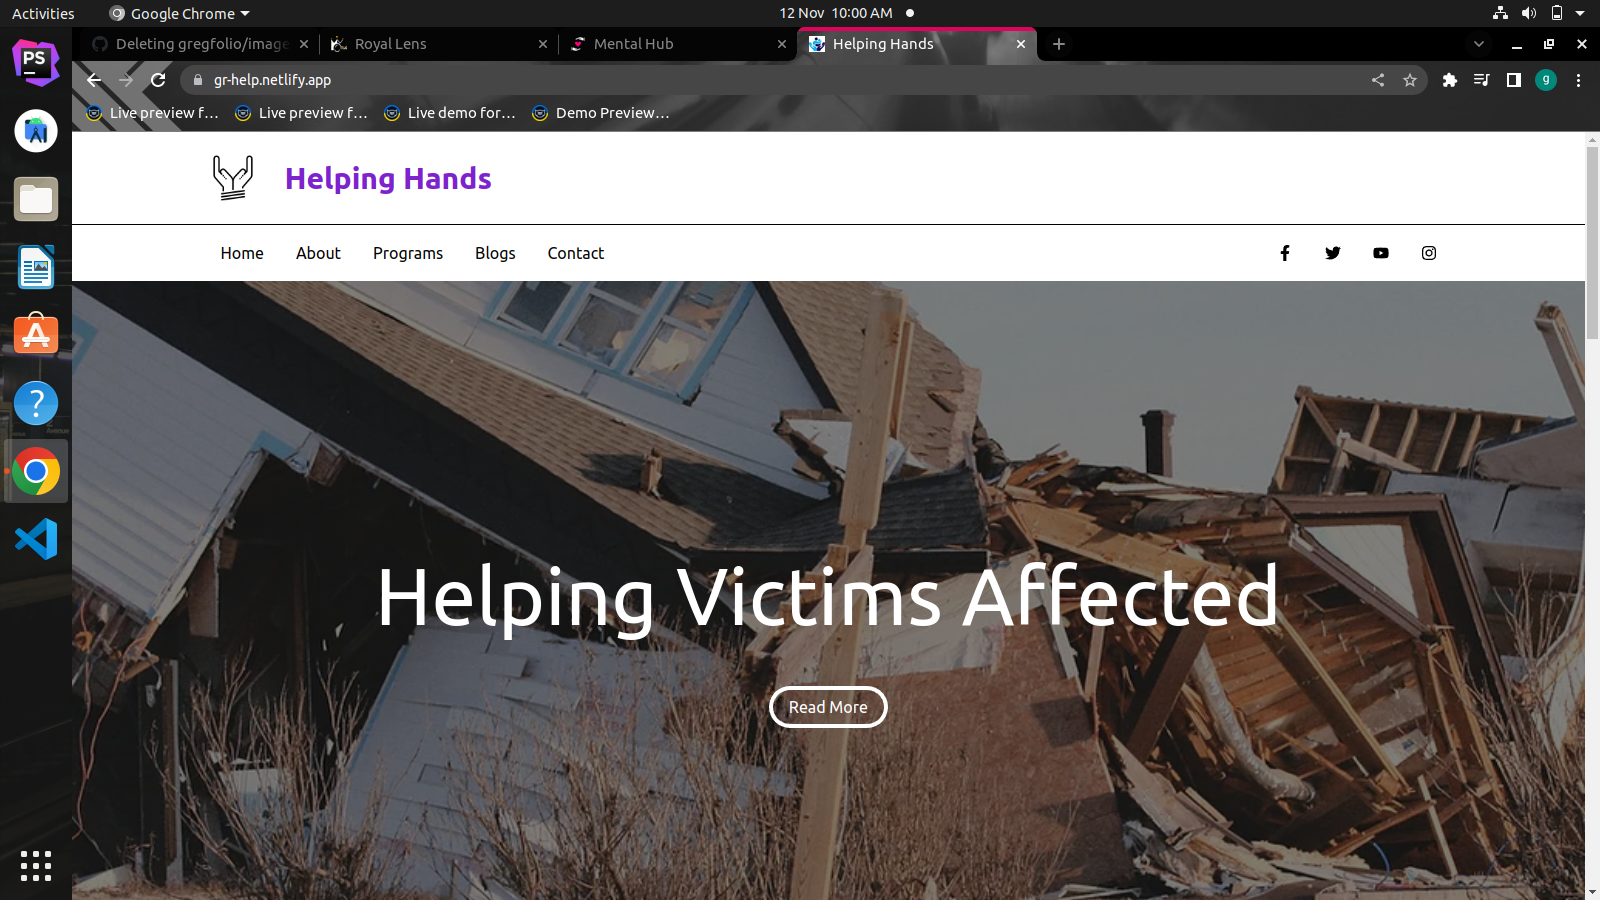 Activities
Google Chrome
12 Nov 10:00 AM
PS
Deleting gregfolio/image
Royal Lens
Mental Hub
Helping Hands
gr-help.netlify.app
g
Live preview f…
Live preview f…
Live demo for…
Demo Preview…
Helping Hands
Home
About
Programs
Blogs
Contact
Helping Victims Affected
Read More